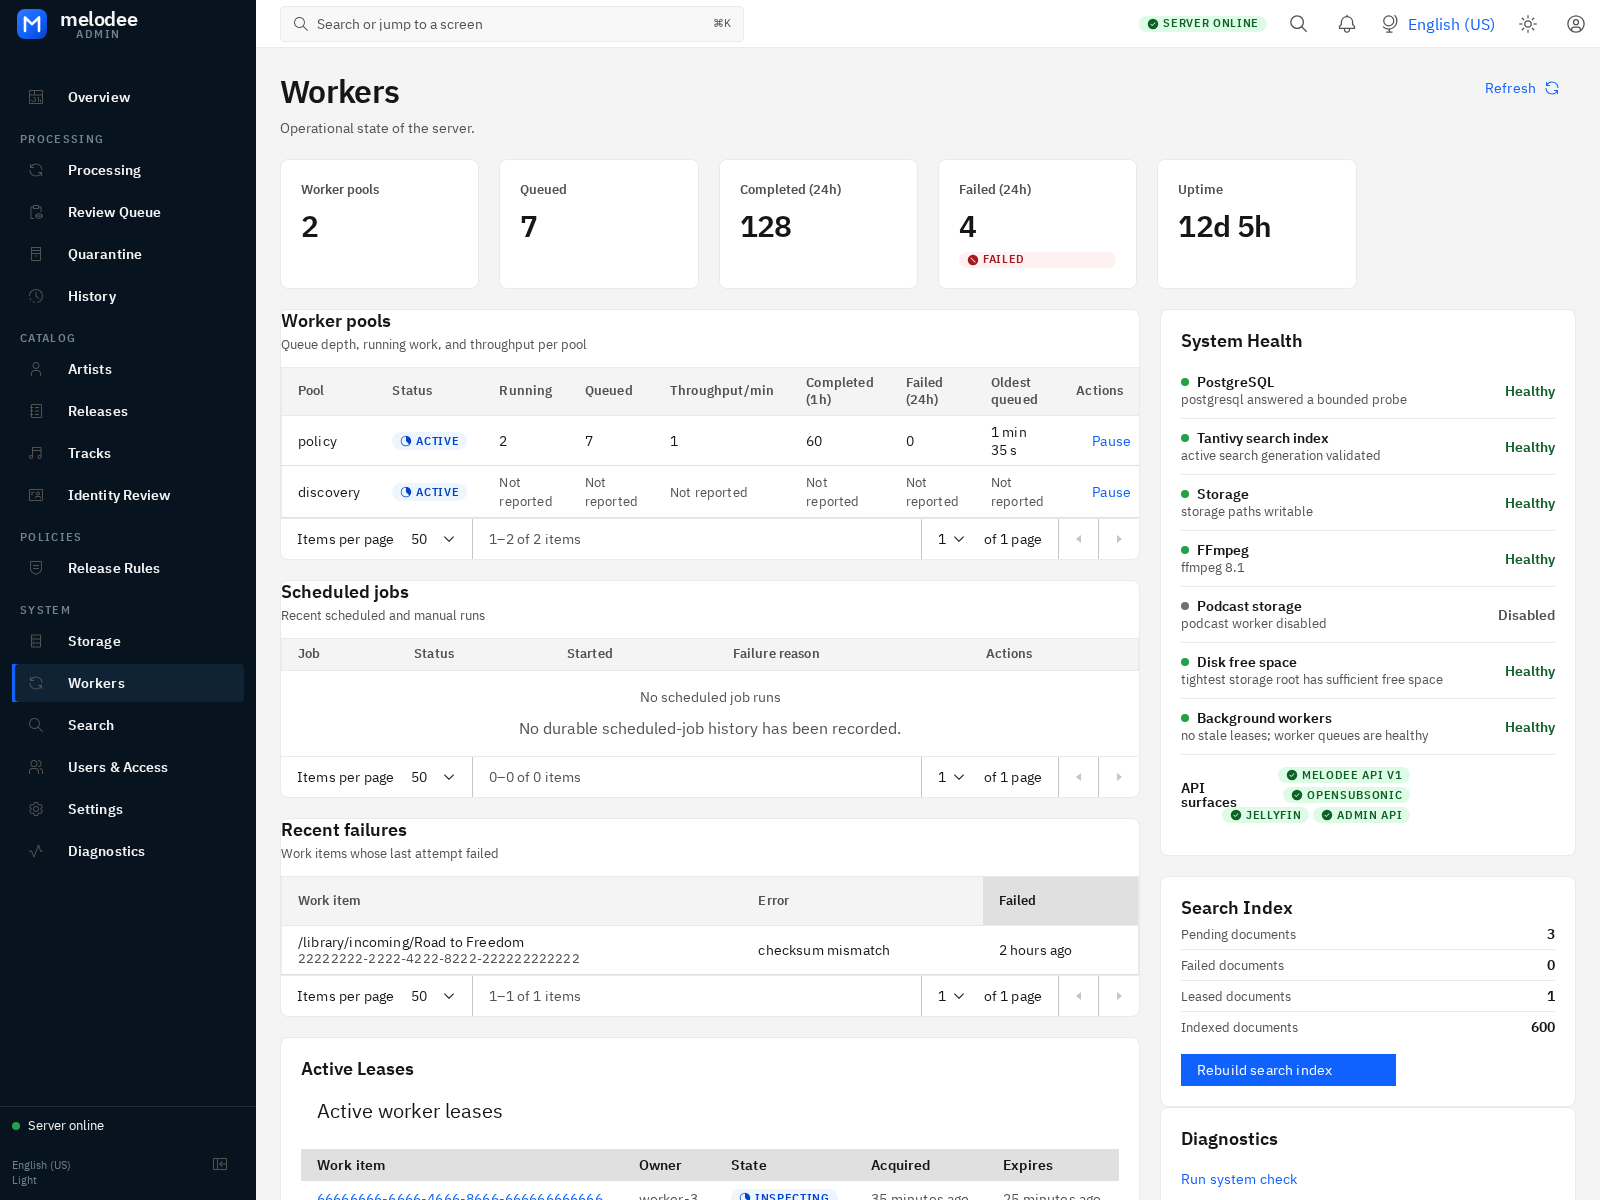 melodee
ADMIN
Search or jump to a screen
⌘K
SERVER ONLINE
English (US)
Overview
PROCESSING
Processing
Review Queue
Quarantine
History
CATALOG
Artists
Releases
Tracks
Identity Review
POLICIES
Release Rules
SYSTEM
Storage
Workers
Search
Users & Access
Settings
Diagnostics
Server online
English (US)
Light
Workers
Refresh
Operational state of the server.
Worker pools
2
Queued
7
Completed (24h)
128
Failed (24h)
4
FAILED
Uptime
12d 5h
Worker pools
Queue depth, running work, and throughput per pool
Pool Status Running Queued Throughput/min Completed (1h) Failed (24h) Oldest queued Actions
policy ACTIVE 2 7 1 60 0 1 min 35 s Pause
discovery ACTIVE Not reported Not reported Not reported Not reported Not reported Not reported Pause
Items per page 50 1–2 of 2 items 1 of 1 page
Scheduled jobs
Recent scheduled and manual runs
Job Status Started Failure reason Actions
No scheduled job runs
No durable scheduled-job history has been recorded.
Items per page 50 0–0 of 0 items 1 of 1 page
Recent failures
Work items whose last attempt failed
Work item Error Failed
/library/incoming/Road to Freedom
22222222-2222-4222-8222-222222222222
checksum mismatch
2 hours ago
Items per page 50 1–1 of 1 items 1 of 1 page
Active Leases
Active worker leases
Work item Owner State Acquired Expires
66666666-6666-4666-8666-666666666666 worker-3 INSPECTING 35 minutes ago 25 minutes ago
System Health
PostgreSQL
postgresql answered a bounded probe
Healthy
Tantivy search index
active search generation validated
Healthy
Storage
storage paths writable
Healthy
FFmpeg
ffmpeg 8.1
Healthy
Podcast storage
podcast worker disabled
Disabled
Disk free space
tightest storage root has sufficient free space
Healthy
Background workers
no stale leases; worker queues are healthy
Healthy
API surfaces
MELODEE API V1
OPENSUBSONIC
JELLYFIN
ADMIN API
Search Index
Pending documents 3
Failed documents 0
Leased documents 1
Indexed documents 600
Rebuild search index
Diagnostics
Run system check